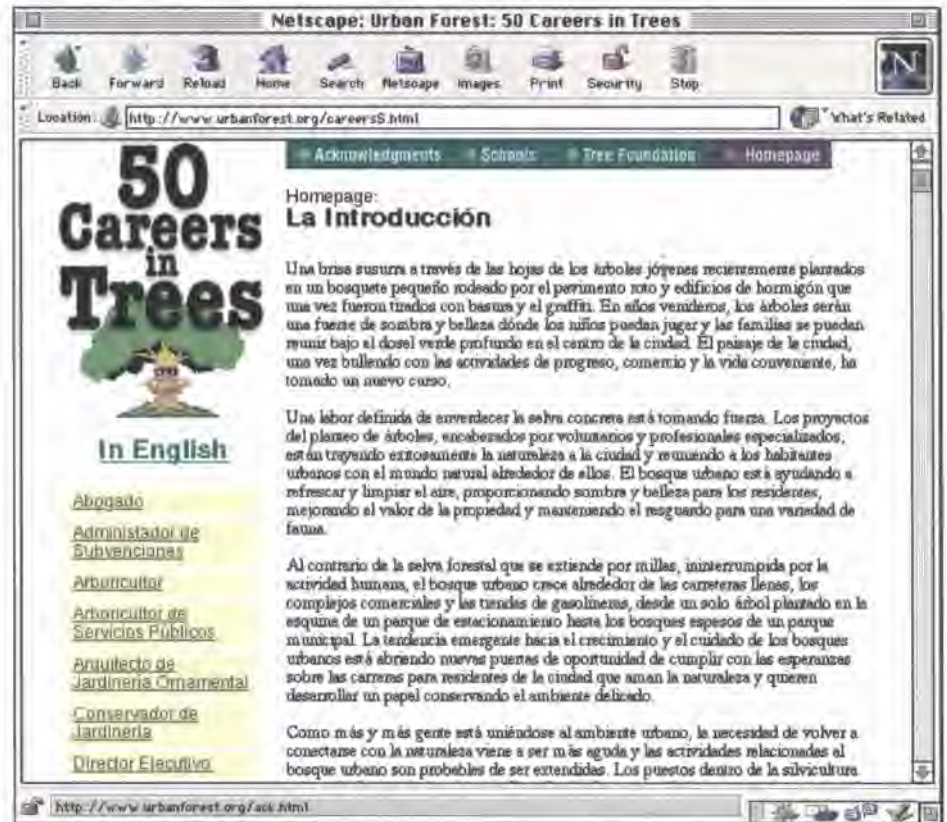 Netscape: Urban Forest: 50 Careers in Trees
Back Forward Reload Home Search Netscape Images Print Security Stop
Location: http://www.urbanforest.org/careersS.html What's Related
50
Careers
in
Trees
In English
Abogado
Administador de
Subvenciones
Arboricultor
Arboricultor de
Servicios Públicos
Arquitecto de
Jardinería Ornamental
Conservador de
Jardinería
Director Ejecutivo
Acknowledgments Schools Tree Foundation Homepage
Homepage:
La Introducción
Una brisa susurra a través de las hojas de los árboles jóvenes recientemente plantados
en un bosquete pequeño rodeado por el pavimento roto y edificios de hormigón que
una vez fueron tirados con basura y el graffiti. En años venideros, los árboles serán
una fuente de sombra y belleza dónde los niños puedan jugar y las familias se puedan
reunir bajo el dosel verde profundo en el centro de la ciudad. El paisaje de la ciudad,
una vez bullendo con las actividades de progreso, comercio y la vida conveniente, ha
tomado un nuevo curso.
Una labor definida de enverdecer la selva concreta está tomando fuerza. Los proyectos
del planteo de árboles, encabezados por voluntarios y profesionales especializados,
están trayendo exitosamente la naturaleza a la ciudad y reuniendo a los habitantes
urbanos con el mundo natural alrededor de ellos. El bosque urbano está ayudando a
refrescar y limpiar el aire, proporcionando sombra y belleza para los residentes,
mejorando el valor de la propiedad y manteniendo el resguardo para una variedad de
fauna.
Al contrario de la selva forestal que se extiende por millas, ininterrumpida por la
actividad humana, el bosque urbano crece alrededor de las carreteras llenas, los
complejos comerciales y las tiendas de gasolineras, desde un solo árbol plantado en la
esquina de un parque de estacionamiento hasta los bosques espesos de un parque
municipal. La tendencia emergente hacia el crecimiento y el cuidado de los bosques
urbanos está abriendo nuevas puertas de oportunidad de cumplir con las esperanzas
sobre las carreras para residentes de la ciudad que aman la naturaleza y quieren
desarrollar un papel conservando el ambiente delicado.
Como más y más gente está uniéndose al ambiente urbano, la necesidad de volver a
conectarse con la naturaleza viene a ser más aguda y las actividades relacionadas al
bosque urbano son probables de ser extendidas. Los puestos dentro de la silvicultura
http://www.urbanforest.org/ack.html